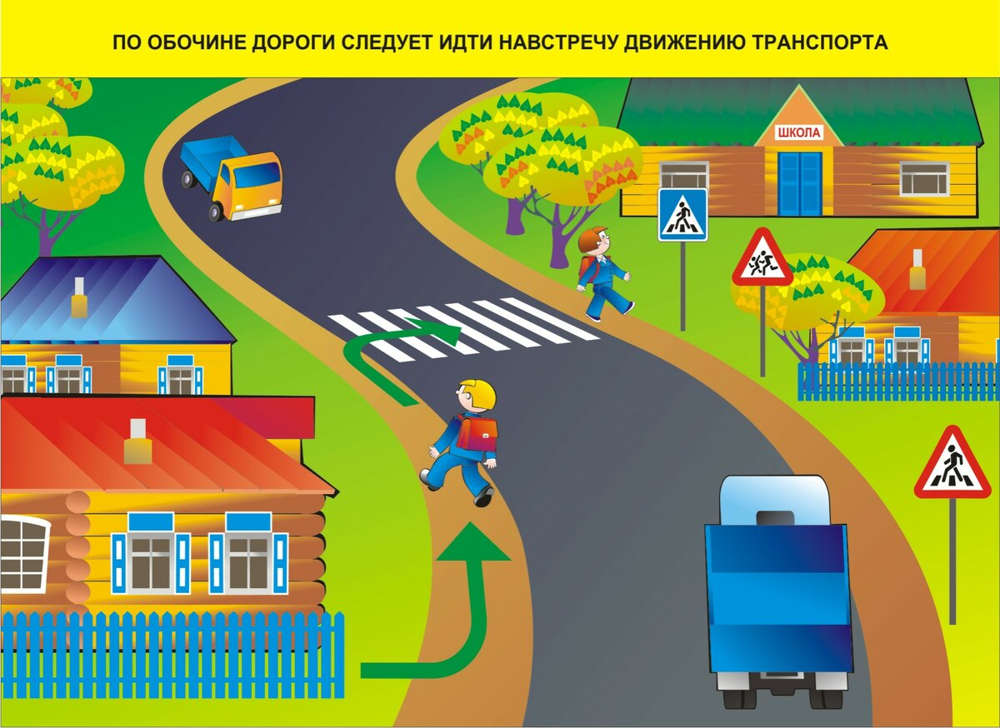 ПО ОБОЧИНЕ ДОРОГИ СЛЕДУЕТ ИДТИ НАВСТРЕЧУ ДВИЖЕНИЮ ТРАНСПОРТА
ШКОЛА